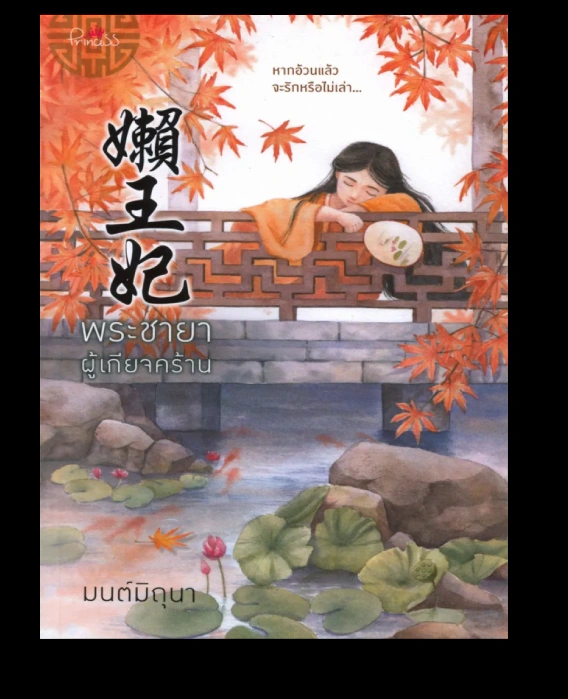 Princess
หากอ้วนแล้ว
จะรักหรือไม่เล่า...
嬾
王
妃
พระชายา
ผู้เกียจคร้าน
มนต์มิถุนา